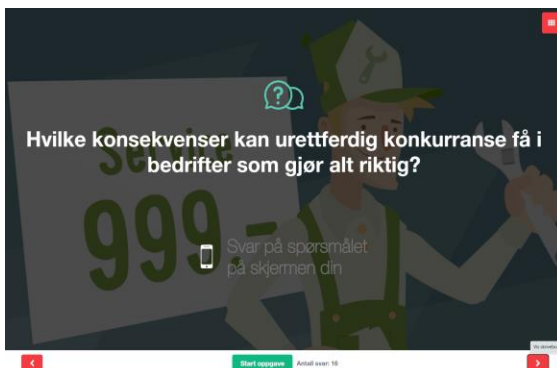 Hvilke konsekvenser kan urettferdig konkurranse få i
bedrifter som gjør alt riktig?
Service
999.-
Svar på spørsmålet
på skjermen din
Start oppgave Antall svar: 16